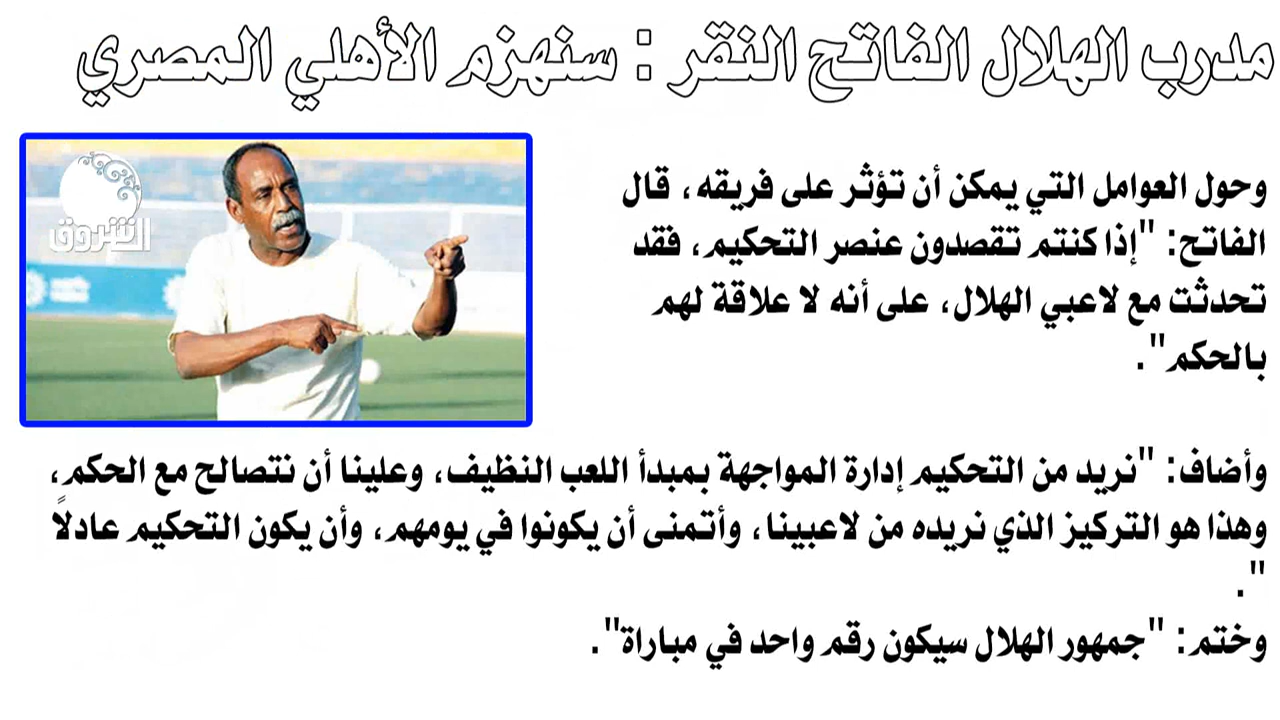 مدرب الهلال الفاتح النقر : سنهزم الأهلي المصري
الشروق
وحول العوامل التي يمكن أن تؤثر على فريقه، قال
الفاتح: "إذا كنتم تقصدون عنصر التحكيم، فقد
تحدثت مع لاعبي الهلال، على أنه لا علاقة لهم
بالحكم".
وأضاف: "نريد من التحكيم إدارة المواجهة بمبدأ اللعب النظيف، وعلينا أن نتصالح مع الحكم،
وهذا هو التركيز الذي نريده من لاعبينا، وأتمنى أن يكونوا في يومهم، وأن يكون التحكيم عادلًا
".
وختم: "جمهور الهلال سيكون رقم واحد في مباراة".